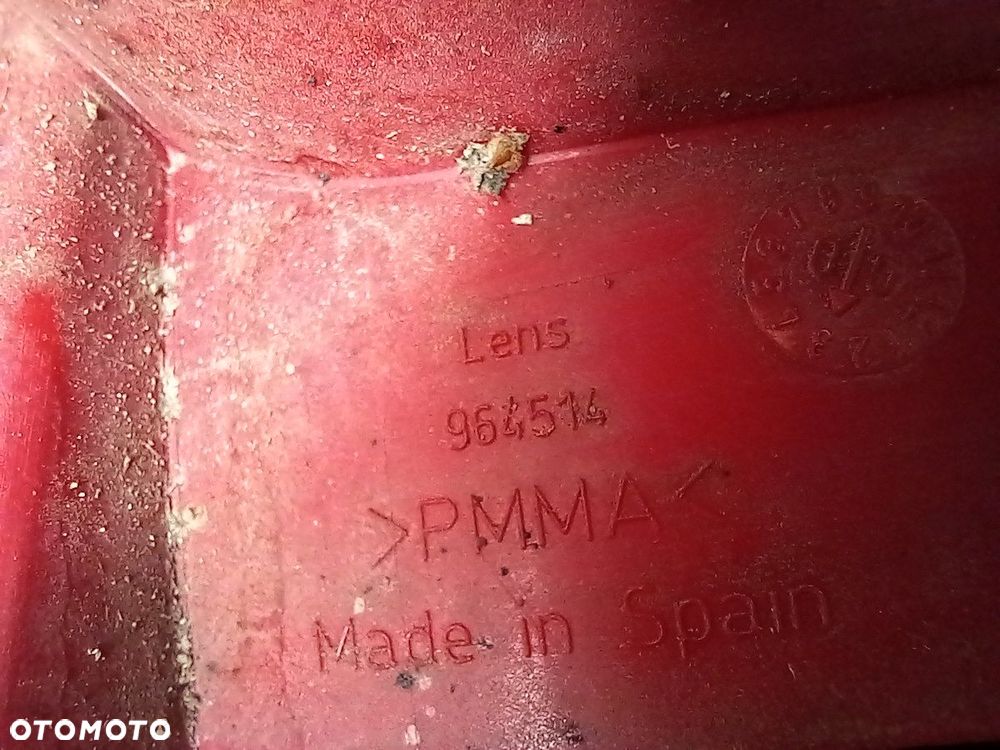 Lens
964514
>PMMA<
Made in Spain
OTOMOTO